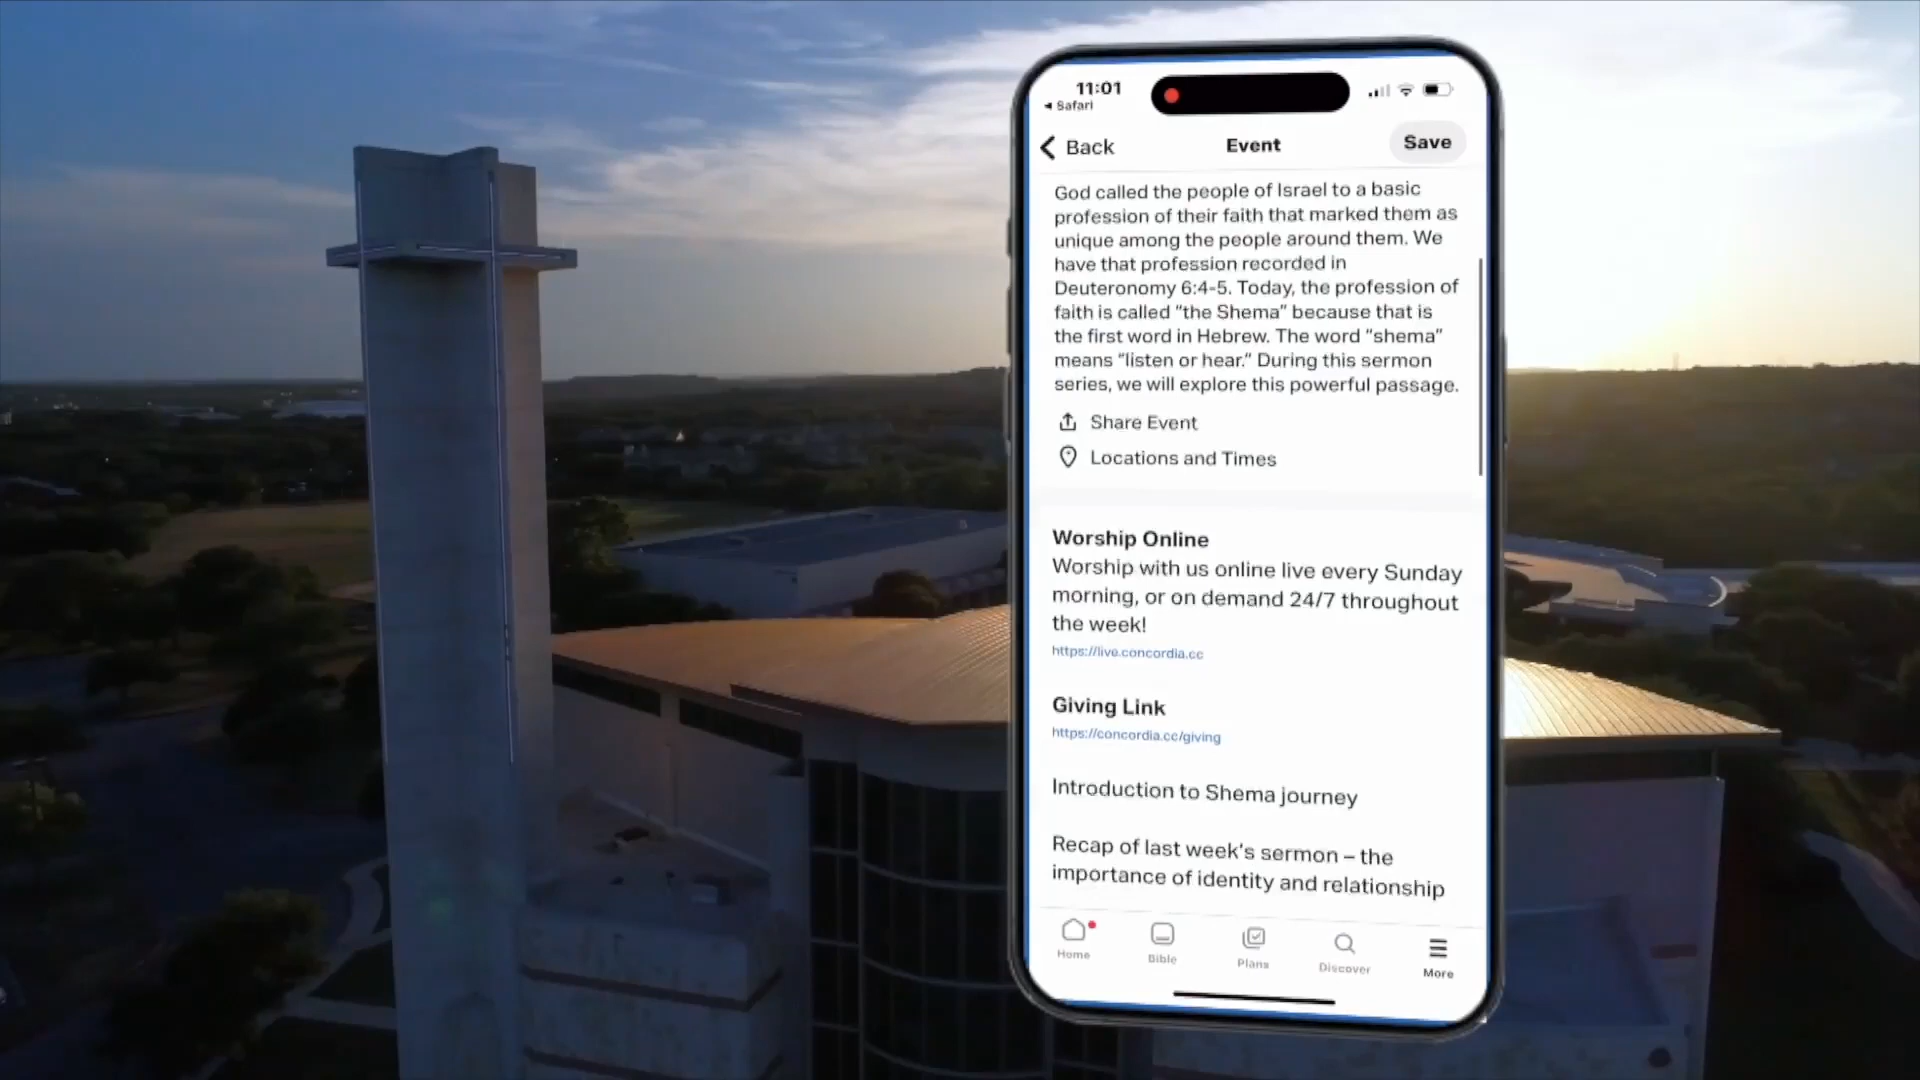 11:01
◂ Safari
Back
Event
Save
God called the people of Israel to a basic
profession of their faith that marked them as
unique among the people around them. We
have that profession recorded in
Deuteronomy 6:4-5. Today, the profession of
faith is called “the Shema” because that is
the first word in Hebrew. The word “shema”
means “listen or hear.” During this sermon
series, we will explore this powerful passage.
Share Event
Locations and Times
Worship Online
Worship with us online live every Sunday
morning, or on demand 24/7 throughout
the week!
https://live.concordia.cc
Giving Link
https://concordia.cc/giving
Introduction to Shema journey
Recap of last week’s sermon – the
importance of identity and relationship
Home
Bible
Plans
Discover
More